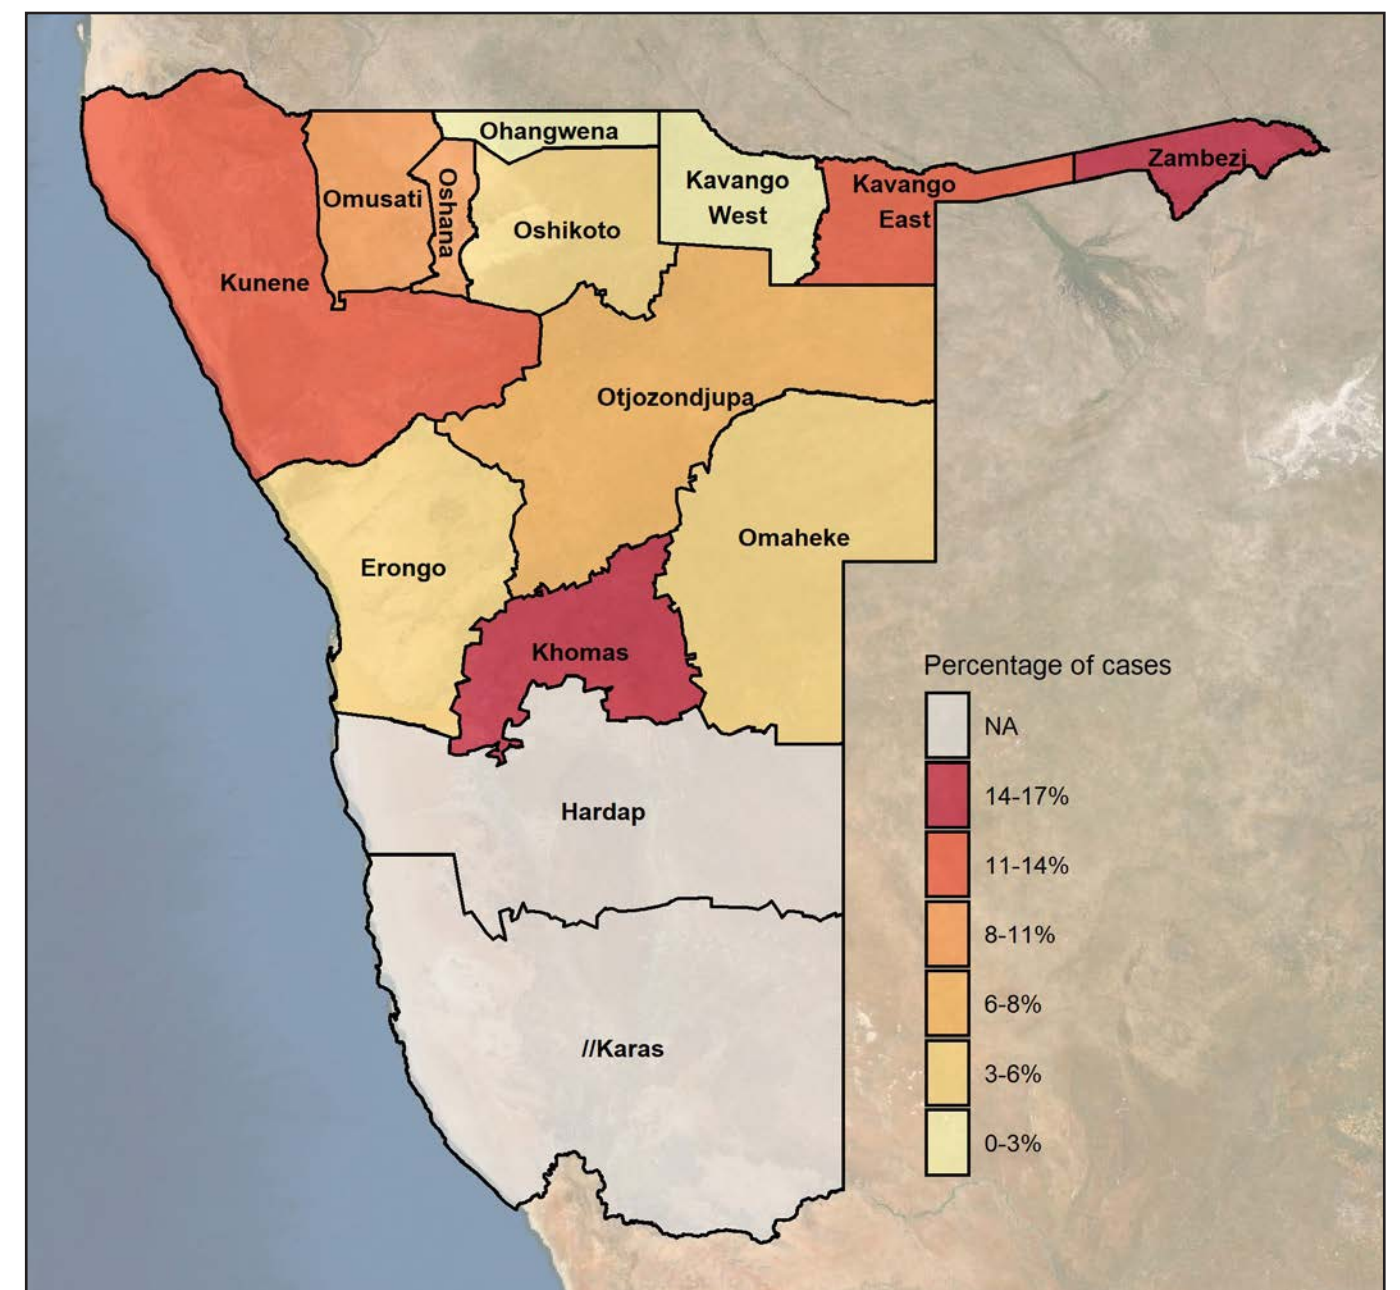 Ohangwena
Zambezi
Kavango
West
Kavango
East
Omusati
Oshana
Oshikoto
Kunene
Otjozondjupa
Omaheke
Erongo
Khomas
Hardap
//Karas
Percentage of cases
NA
14-17%
11-14%
8-11%
6-8%
3-6%
0-3%